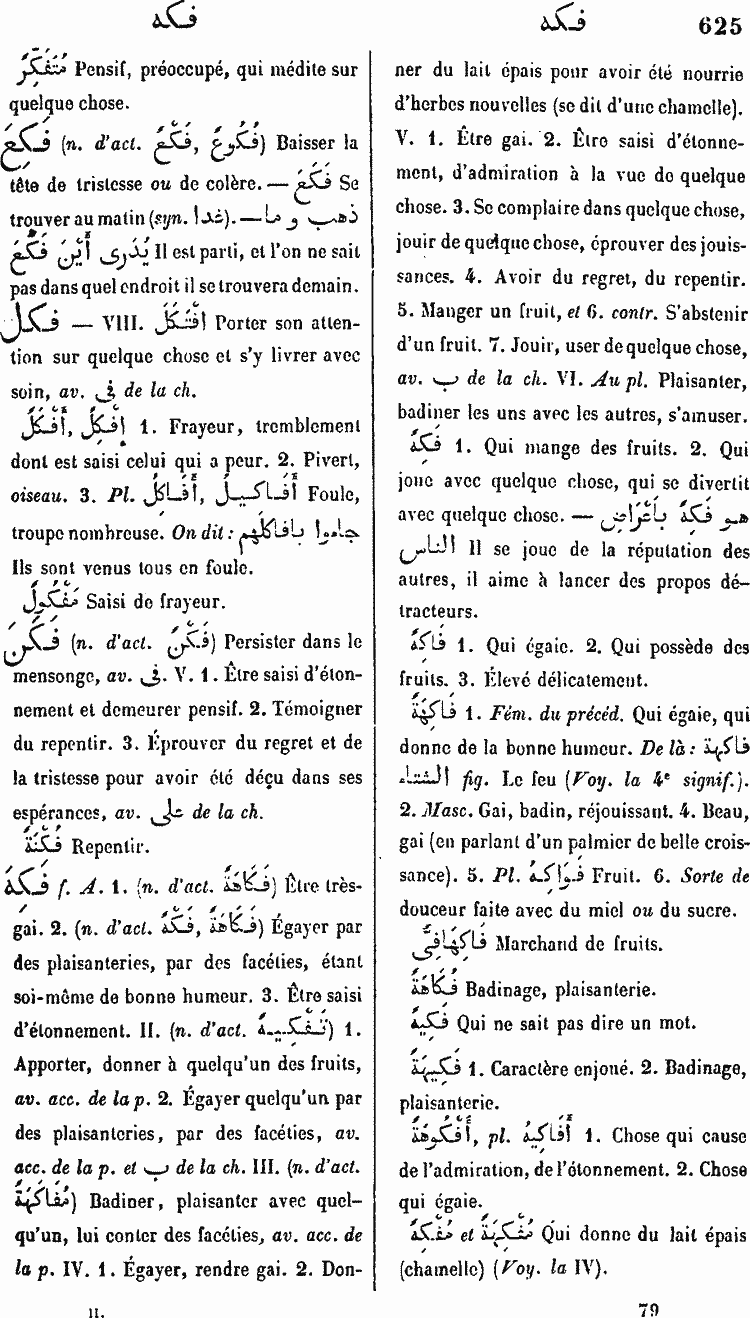 فكه
فكه 625
مُتَفَكِّرٌ Pensif, préoccupé, qui médite sur
quelque chose.
فَكَعَ (n. d'act. فَكْعٌ, فُكُوعٌ) Baisser la
tête de tristesse ou de colère. — فَكَعَ Se
trouver au matin (syn. غدا). — ذهب و ما
يُدْرَى أَيْنَ فَكَعَ Il est parti, et l'on ne sait
pas dans quel endroit il se trouvera demain.
فكل — VIII. افْتَكَلَ Porter son atten-
tion sur quelque chose et s'y livrer avec
soin, av. فى de la ch.
أَفْكَلٌ, إِفْكِلٌ 1. Frayeur, tremblement
dont est saisi celui qui a peur. 2. Pivert,
oiseau. 3. Pl. أَفَاكِلُ, أَفَاكِيلُ Foule,
troupe nombreuse. On dit : جاءوا بافاكلهم
Ils sont venus tous en foule.
مَفْكُولٌ Saisi de frayeur.
فَكَنَ (n. d'act. فَكْنٌ) Persister dans le
mensonge, av. فى. V. 1. Être saisi d'éton-
nement et demeurer pensif. 2. Témoigner
du repentir. 3. Éprouver du regret et de
la tristesse pour avoir été déçu dans ses
espérances, av. على de la ch.
فُكْنَةٌ Repentir.
فَكِهَ f. A. 1. (n. d'act. فَكَاهَةٌ) Être très-
gai. 2. (n. d'act. فَكَهٌ, فَكَاهَةٌ) Égayer par
des plaisanteries, par des facéties, étant
soi-même de bonne humeur. 3. Être saisi
d'étonnement. II. (n. d'act. تَفْكِيهٌ) 1.
Apporter, donner à quelqu'un des fruits,
av. acc. de la p. 2. Égayer quelqu'un par
des plaisanteries, par des facéties, av.
acc. de la p. et ب de la ch. III. (n. d'act.
مُفَاكَهَةٌ) Badiner, plaisanter avec quel-
qu'un, lui conter des facéties, av. acc. de
la p. IV. 1. Égayer, rendre gai. 2. Don-
II.
ner du lait épais pour avoir été nourrie
d'herbes nouvelles (se dit d'une chamelle).
V. 1. Être gai. 2. Être saisi d'étonne-
ment, d'admiration à la vue de quelque
chose. 3. Se complaire dans quelque chose,
jouir de quelque chose, éprouver des jouis-
sances. 4. Avoir du regret, du repentir.
5. Manger un fruit, et 6. contr. S'abstenir
d'un fruit. 7. Jouir, user de quelque chose,
av. ب de la ch. VI. Au pl. Plaisanter,
badiner les uns avec les autres, s'amuser.
فَكِهٌ 1. Qui mange des fruits. 2. Qui
joue avec quelque chose, qui se divertit
avec quelque chose. — هو فَكِهٌ بِأَعْرَاضِ
الناس Il se joue de la réputation des
autres, il aime à lancer des propos dé-
tracteurs.
فَاكِهٌ 1. Qui égaie. 2. Qui possède des
fruits. 3. Élevé délicatement.
فَاكِهَةٌ 1. Fém. du précéd. Qui égaie, qui
donne de la bonne humeur. De là : فاكهة
الشتاء fig. Le feu (Voy. la 4e signif.).
2. Masc. Gai, badin, réjouissant. 4. Beau,
gai (en parlant d'un palmier de belle crois-
sance). 5. Pl. فَوَاكِهُ Fruit. 6. Sorte de
douceur faite avec du miel ou du sucre.
فَاكِهَانِىٌّ Marchand de fruits.
فُكَاهَةٌ Badinage, plaisanterie.
فَكِيهٌ Qui ne sait pas dire un mot.
فَكِيهَةٌ 1. Caractère enjoué. 2. Badinage,
plaisanterie.
أُفْكُوهَةٌ, pl. أَفَاكِيهُ 1. Chose qui cause
de l'admiration, de l'étonnement. 2. Chose
qui égaie.
مُفْكِهٌ et مُفْكِهَةٌ Qui donne du lait épais
(chamelle) (Voy. la IV).
79